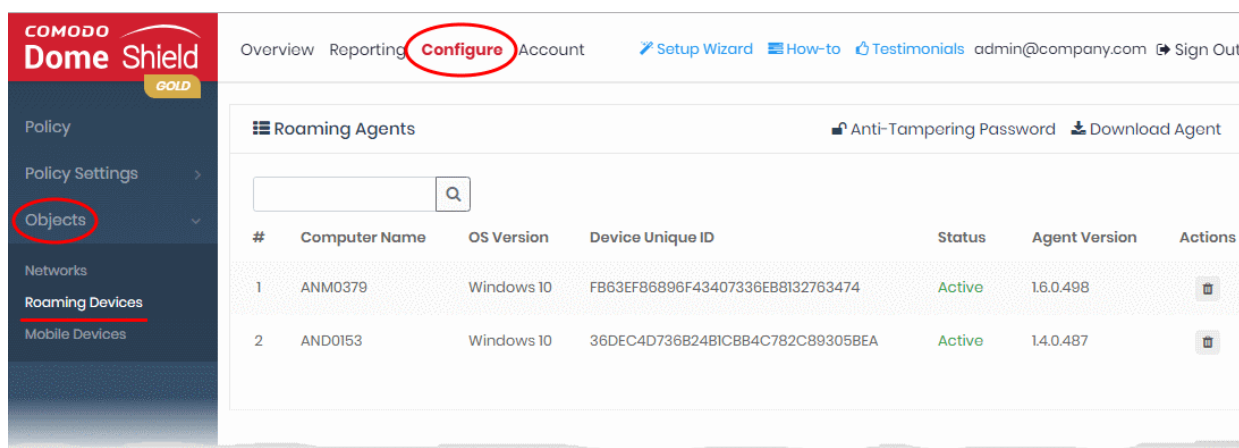 COMODO
Dome Shield
GOLD
Overview Reporting Configure Account Setup Wizard How-to Testimonials admin@company.com Sign Out
Policy
Policy Settings
Objects
Networks
Roaming Devices
Mobile Devices
Roaming Agents Anti-Tampering Password Download Agent
# Computer Name OS Version Device Unique ID Status Agent Version Actions
1 ANM0379 Windows 10 FB63EF86896F43407336EB8132763474 Active 1.6.0.498
2 AND0153 Windows 10 36DEC4D736B24B1CBB4C782C89305BEA Active 1.4.0.487